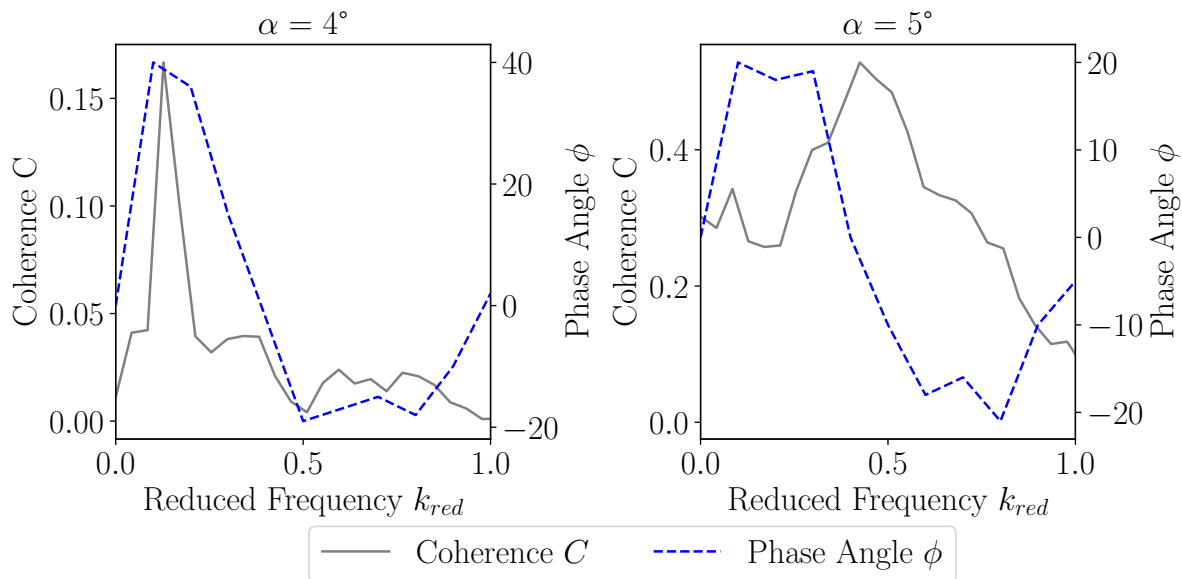 α = 4°
Coherence C
0.15
0.10
0.05
0.00
40
20
0
−20
Phase Angle ϕ
0.0
0.5
1.0
Reduced Frequency k_red
α = 5°
Coherence C
0.4
0.2
0.0
20
10
0
−10
−20
Phase Angle ϕ
0.0
0.5
1.0
Reduced Frequency k_red
Coherence C
Phase Angle ϕ